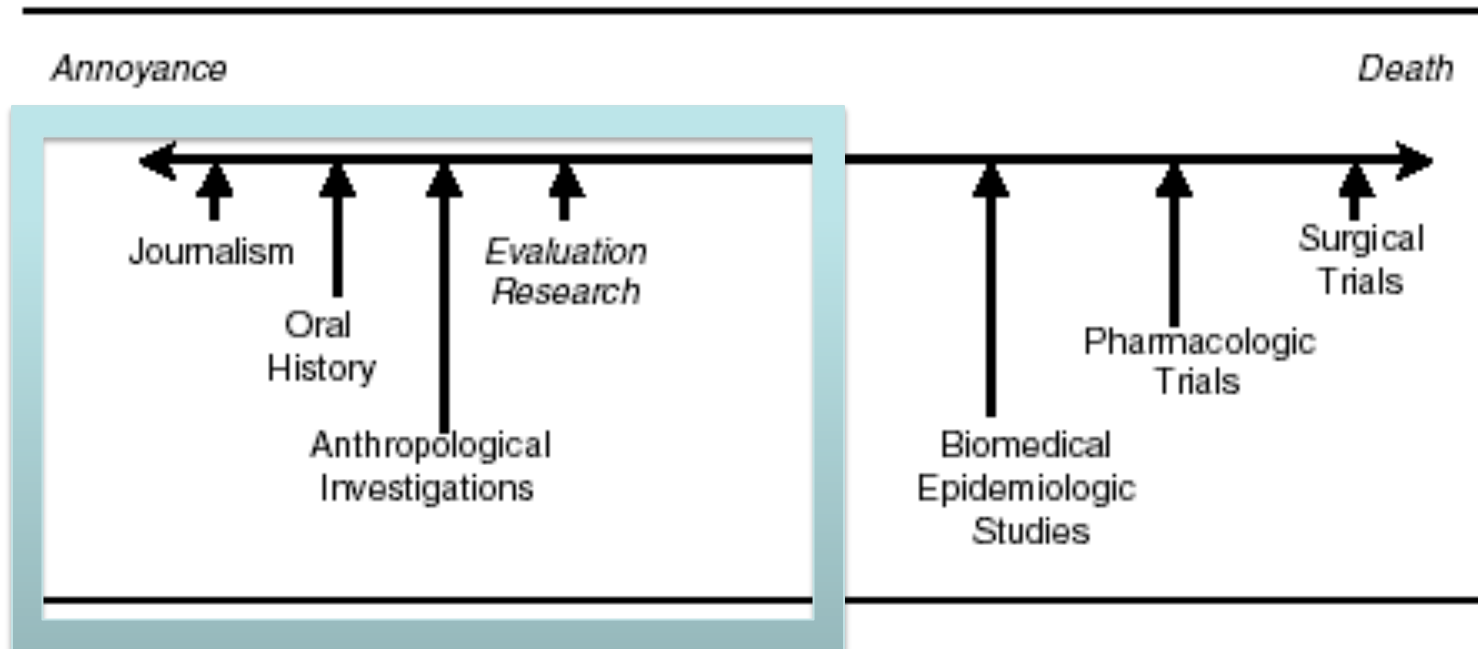 Annoyance
Death
Journalism
Oral
History
Anthropological
Investigations
Evaluation
Research
Biomedical
Epidemiologic
Studies
Pharmacologic
Trials
Surgical
Trials